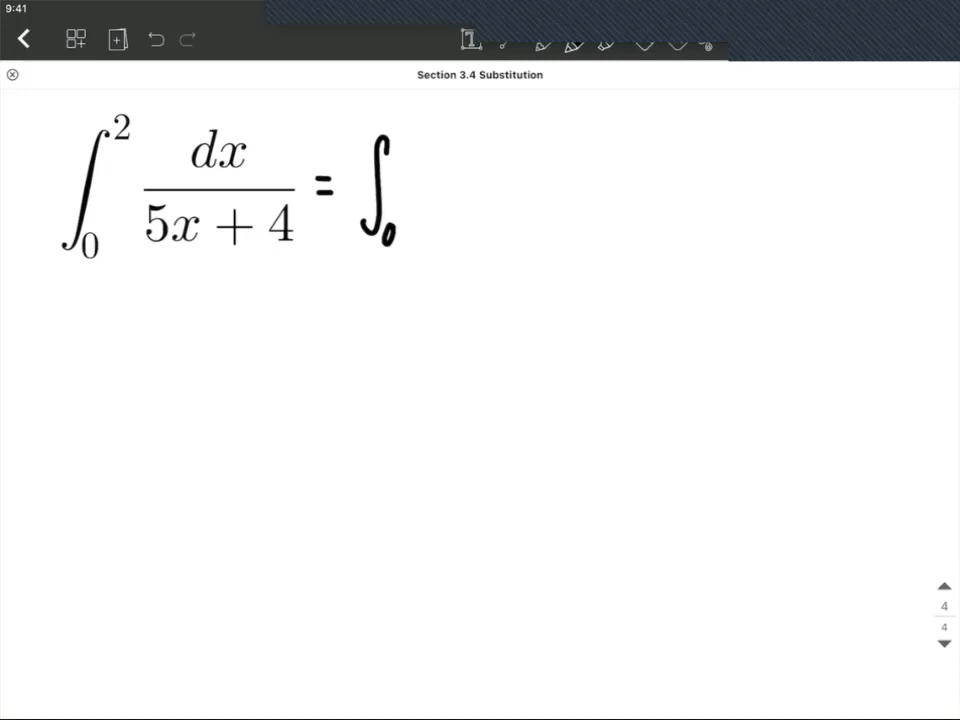 9:41
Section 3.4 Substitution
∫₀² dx/(5x + 4) = ∫₀
4
4